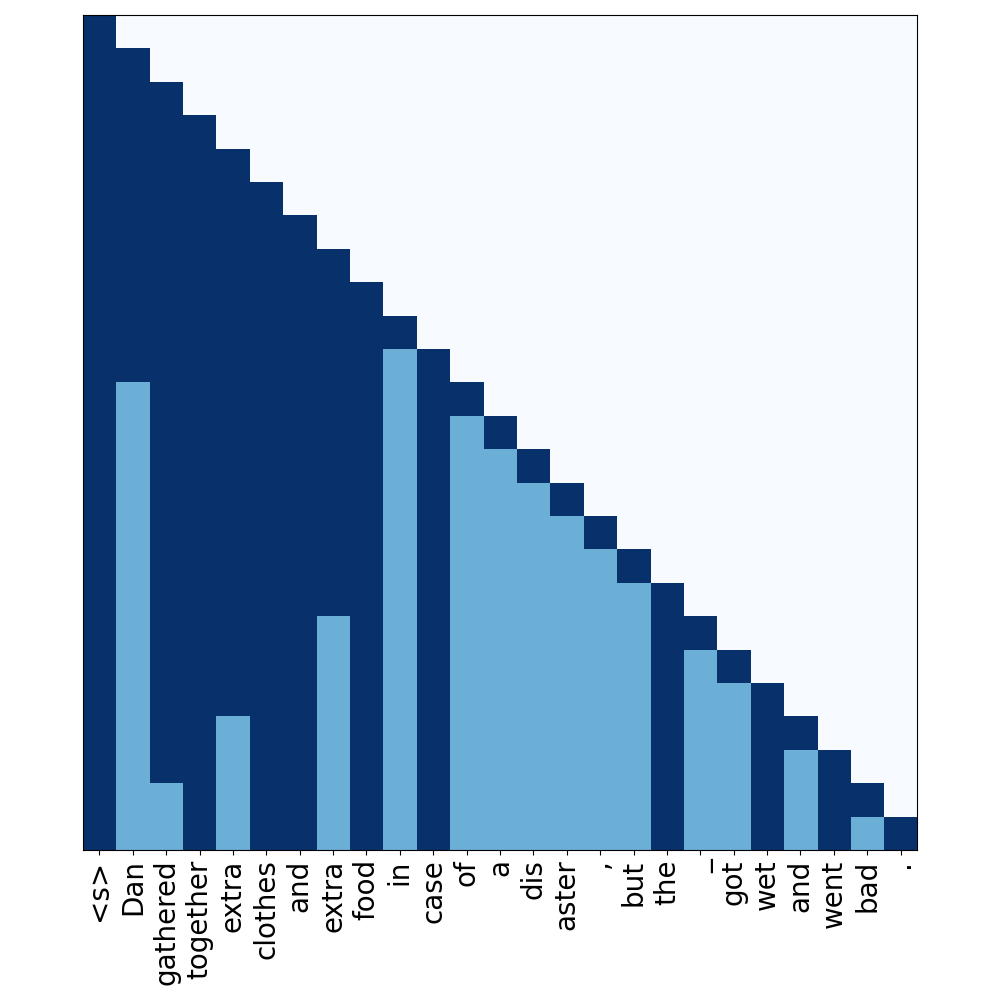 <s> Dan gathered together extra clothes and extra food in case of a dis aster , but the _ got wet and went bad .